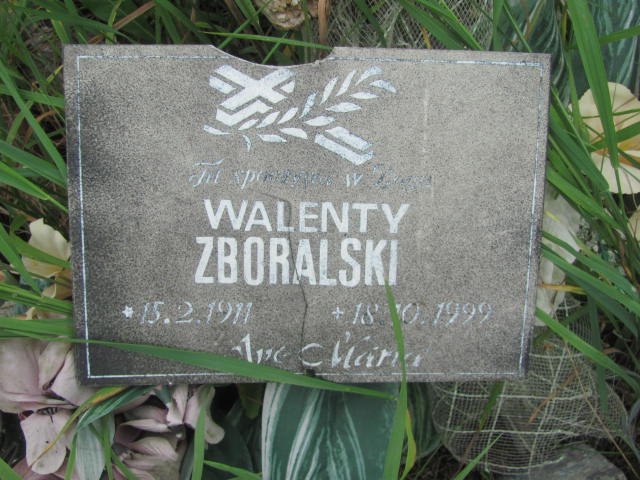 Tu spoczywa w Bogu
WALENTY
ZBORALSKI
* 15.2.1911 + 18.10.1999
Ave Maria